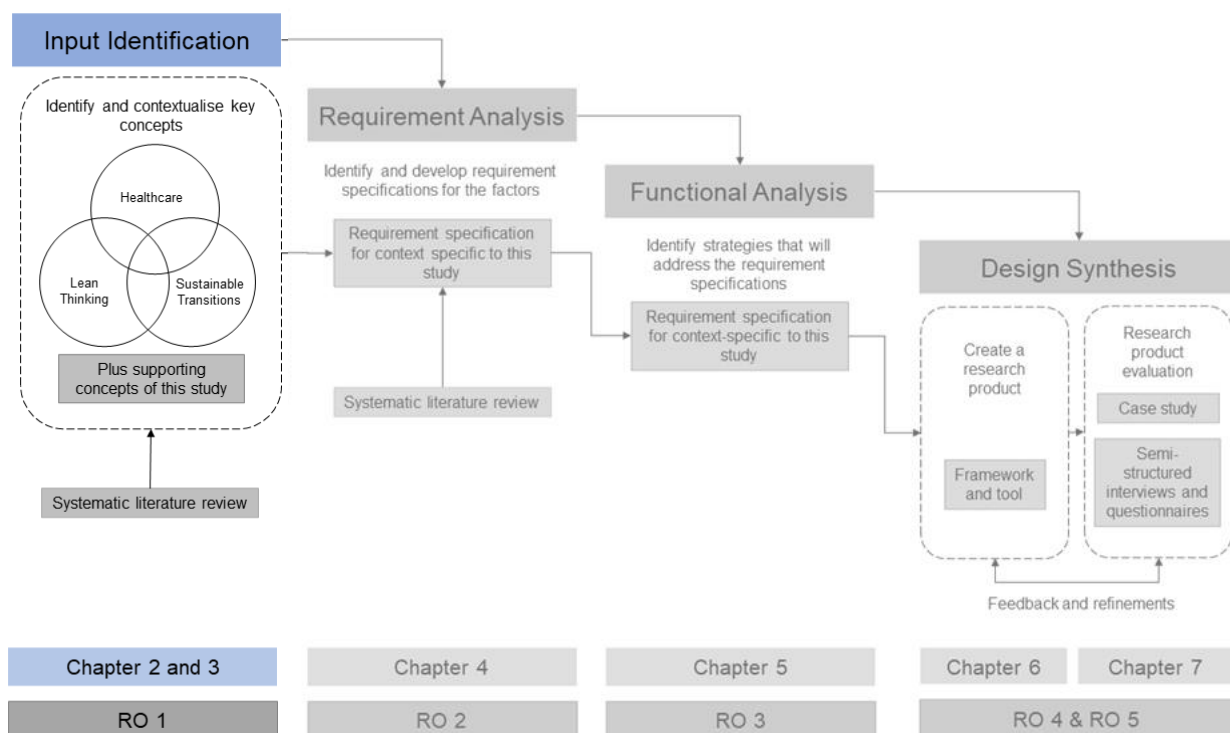 Input Identification
Identify and contextualise key
concepts
Healthcare
Lean
Thinking
Sustainable
Transitions
Plus supporting
concepts of this study
Systematic literature review
Requirement Analysis
Identify and develop requirement
specifications for the factors
Requirement specification
for context specific to this
study
Systematic literature review
Functional Analysis
Identify strategies that will
address the requirement
specifications
Requirement specification
for context-specific to this
study
Design Synthesis
Create a
research
product
Framework
and tool
Research
product
evaluation
Case study
Semi-
structured
interviews and
questionnaires
Feedback and refinements
Chapter 2 and 3
Chapter 4
Chapter 5
Chapter 6
Chapter 7
RO 1
RO 2
RO 3
RO 4 & RO 5